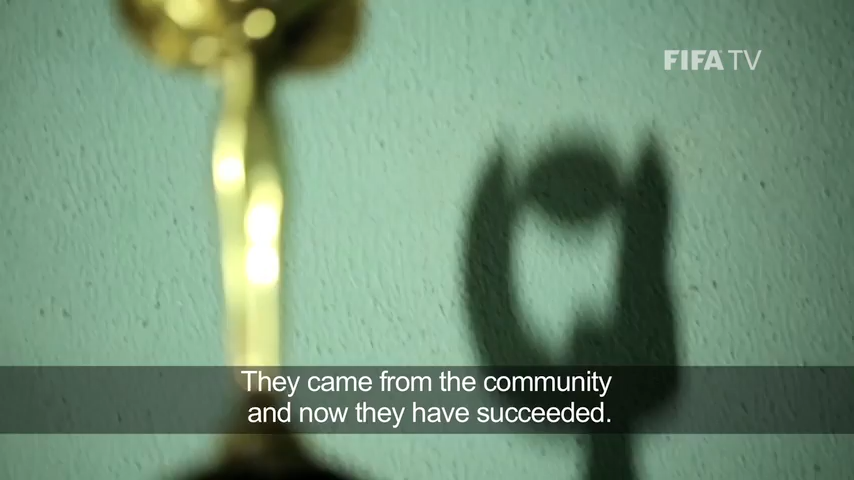 FIFA TV
They came from the community
and now they have succeeded.